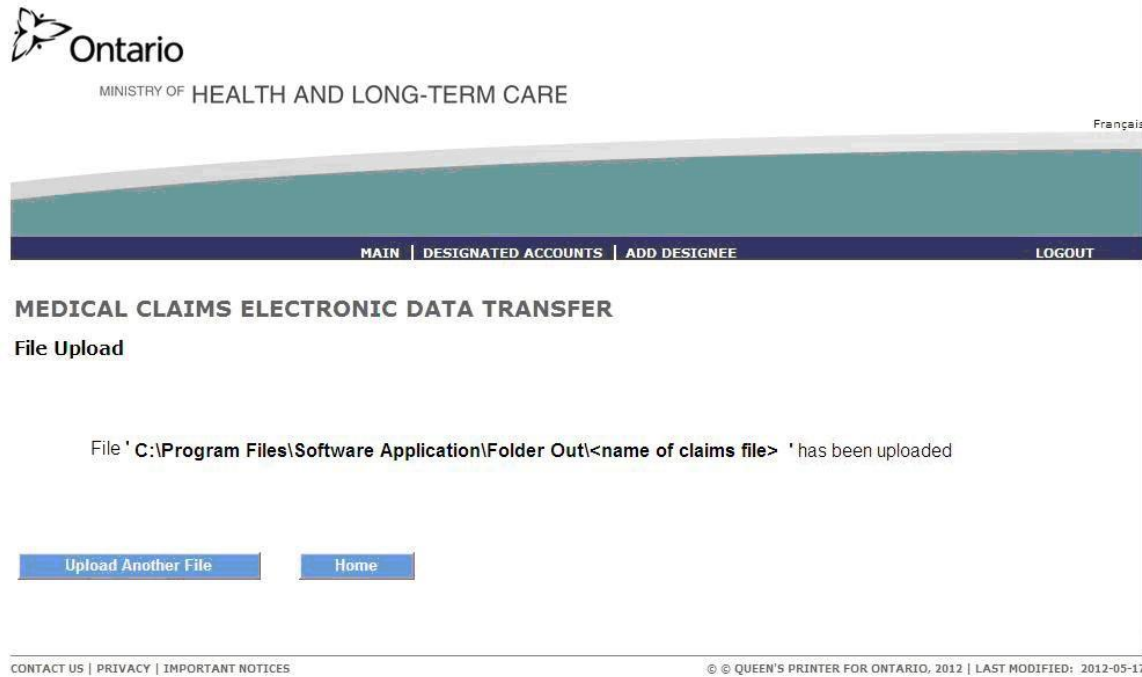 Ontario
MINISTRY OF HEALTH AND LONG-TERM CARE
Français
MAIN | DESIGNATED ACCOUNTS | ADD DESIGNEE LOGOUT
MEDICAL CLAIMS ELECTRONIC DATA TRANSFER
File Upload
File ' C:\Program Files\Software Application\Folder Out\<name of claims file> ' has been uploaded
Upload Another File Home
CONTACT US | PRIVACY | IMPORTANT NOTICES © © QUEEN'S PRINTER FOR ONTARIO, 2012 | LAST MODIFIED: 2012-05-17